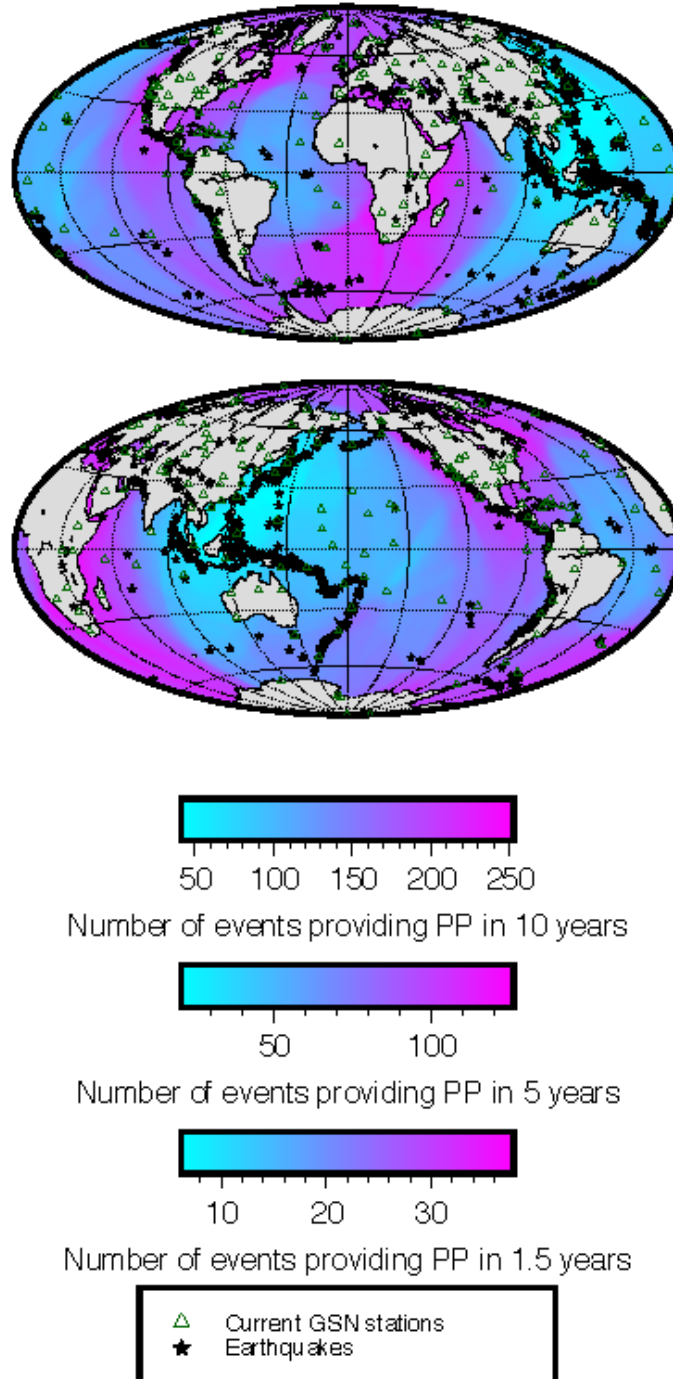 50 100 150 200 250
Number of events providing PP in 10 years
50 100
Number of events providing PP in 5 years
10 20 30
Number of events providing PP in 1.5 years
Current GSN stations
Earthquakes